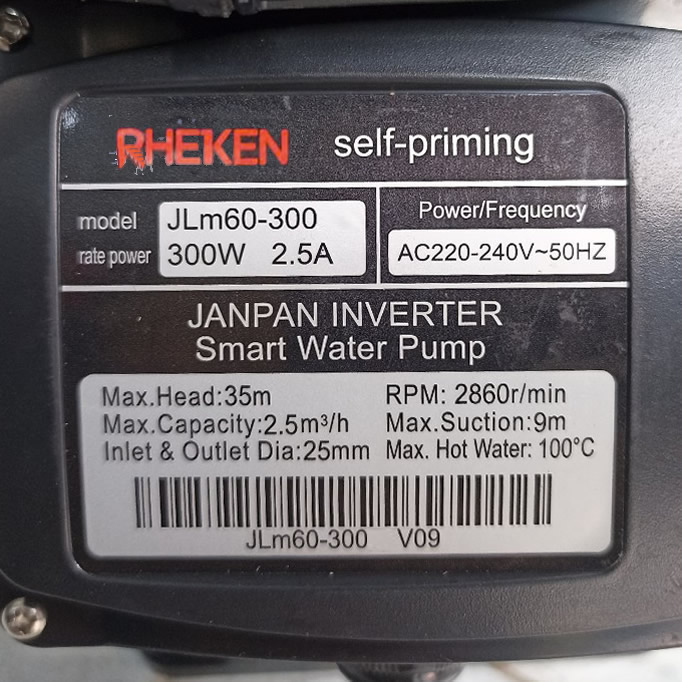 RHEKEN self-priming
model JLm60-300
rate power 300W 2.5A
Power/Frequency
AC220-240V~50HZ
JANPAN INVERTER
Smart Water Pump
Max.Head:35m RPM: 2860r/min
Max.Capacity:2.5m³/h Max.Suction:9m
Inlet & Outlet Dia:25mm Max. Hot Water: 100°C
JLm60-300 V09